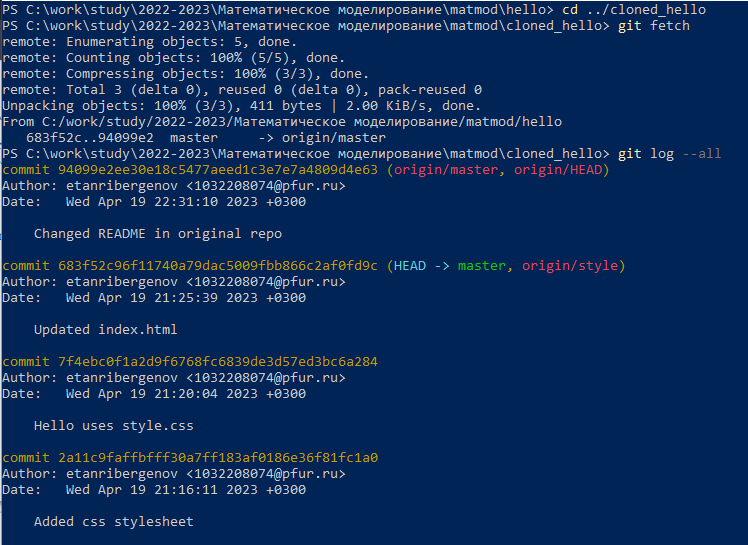 PS C:\work\study\2022-2023\Математическое моделирование\matmod\hello> cd ../cloned_hello
PS C:\work\study\2022-2023\Математическое моделирование\matmod\cloned_hello> git fetch
remote: Enumerating objects: 5, done.
remote: Counting objects: 100% (5/5), done.
remote: Compressing objects: 100% (3/3), done.
remote: Total 3 (delta 0), reused 0 (delta 0), pack-reused 0
Unpacking objects: 100% (3/3), 411 bytes | 2.00 KiB/s, done.
From C:/work/study/2022-2023/Математическое моделирование/matmod/hello
   683f52c..94099e2  master     -> origin/master
PS C:\work\study\2022-2023\Математическое моделирование\matmod\cloned_hello> git log --all
commit 94099e2ee30e18c5477aeed1c3e7e7a4809d4e63 (origin/master, origin/HEAD)
Author: etanribergenov <1032208074@pfur.ru>
Date:   Wed Apr 19 22:31:10 2023 +0300
    Changed README in original repo
commit 683f52c96f11740a79dac5009fbb866c2af0fd9c (HEAD -> master, origin/style)
Author: etanribergenov <1032208074@pfur.ru>
Date:   Wed Apr 19 21:25:39 2023 +0300
    Updated index.html
commit 7f4ebc0f1a2d9f6768fc6839de3d57ed3bc6a284
Author: etanribergenov <1032208074@pfur.ru>
Date:   Wed Apr 19 21:20:04 2023 +0300
    Hello uses style.css
commit 2a11c9faffbfff30a7ff183af0186e36f81fc1a0
Author: etanribergenov <1032208074@pfur.ru>
Date:   Wed Apr 19 21:16:11 2023 +0300
    Added css stylesheet